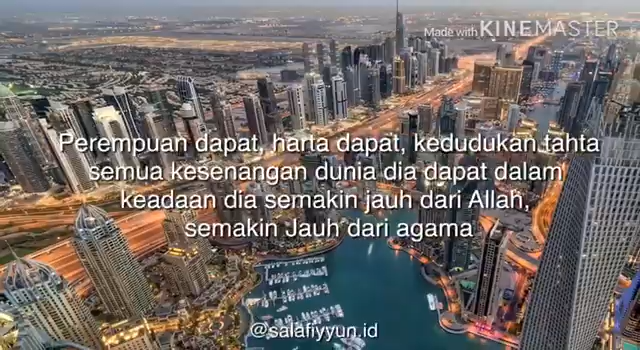 Made with KINEMASTER
Perempuan dapat, harta dapat, kedudukan tahta
semua kesenangan dunia dia dapat dalam
keadaan dia semakin jauh dari Allah,
semakin Jauh dari agama
@salafiyyun.id